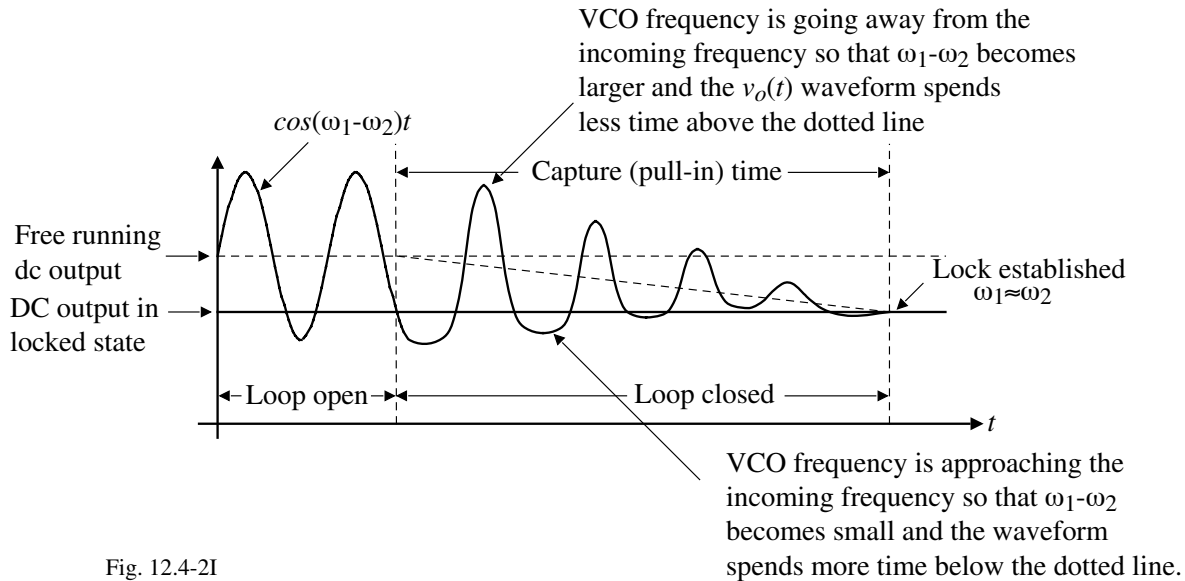 VCO frequency is going away from the
incoming frequency so that ω₁-ω₂ becomes
larger and the vₒ(t) waveform spends
less time above the dotted line
cos(ω₁-ω₂)t
Capture (pull-in) time
Free running
dc output
Lock established
ω₁≈ω₂
DC output in
locked state
Loop open
Loop closed
t
VCO frequency is approaching the
incoming frequency so that ω₁-ω₂
becomes small and the waveform
spends more time below the dotted line.
Fig. 12.4-2I